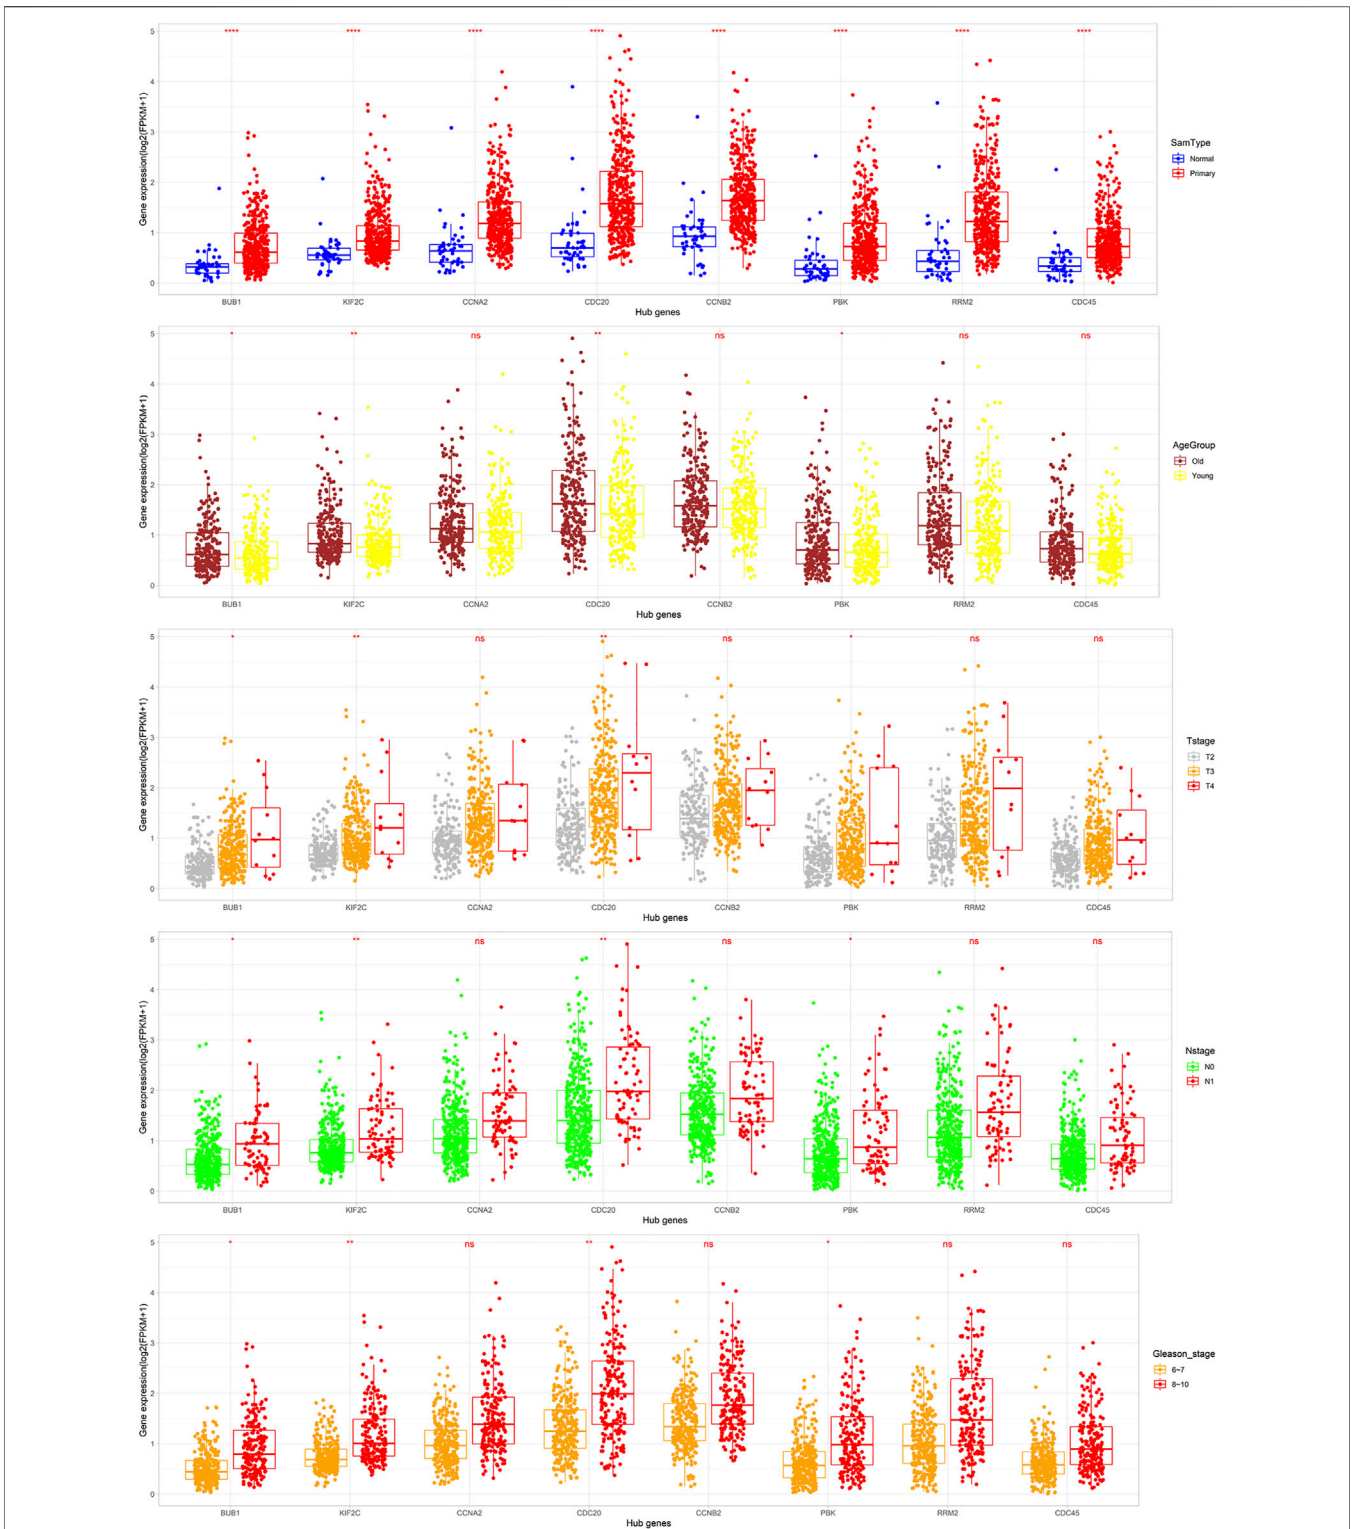 **** **** **** **** **** **** **** ****
Gene expression(log2(FPKM+1)
5
4
3
2
1
0
BUB1 KIF2C CCNA2 CDC20 CCNB2 PBK RRM2 CDC45
Hub genes
SamType
Normal
Primary
* ** ns ** ns * ns ns
Gene expression(log2(FPKM+1)
5
4
3
2
1
0
BUB1 KIF2C CCNA2 CDC20 CCNB2 PBK RRM2 CDC45
Hub genes
AgeGroup
Old
Young
* ** ns ** ns * ns ns
Gene expression(log2(FPKM+1)
5
4
3
2
1
0
BUB1 KIF2C CCNA2 CDC20 CCNB2 PBK RRM2 CDC45
Hub genes
Tstage
T2
T3
T4
* ** ns ** ns * ns ns
Gene expression(log2(FPKM+1)
5
4
3
2
1
0
BUB1 KIF2C CCNA2 CDC20 CCNB2 PBK RRM2 CDC45
Hub genes
Nstage
N0
N1
* ** ns ** ns * ns ns
Gene expression(log2(FPKM+1)
5
4
3
2
1
0
BUB1 KIF2C CCNA2 CDC20 CCNB2 PBK RRM2 CDC45
Hub genes
Gleason_stage
6~7
8~10